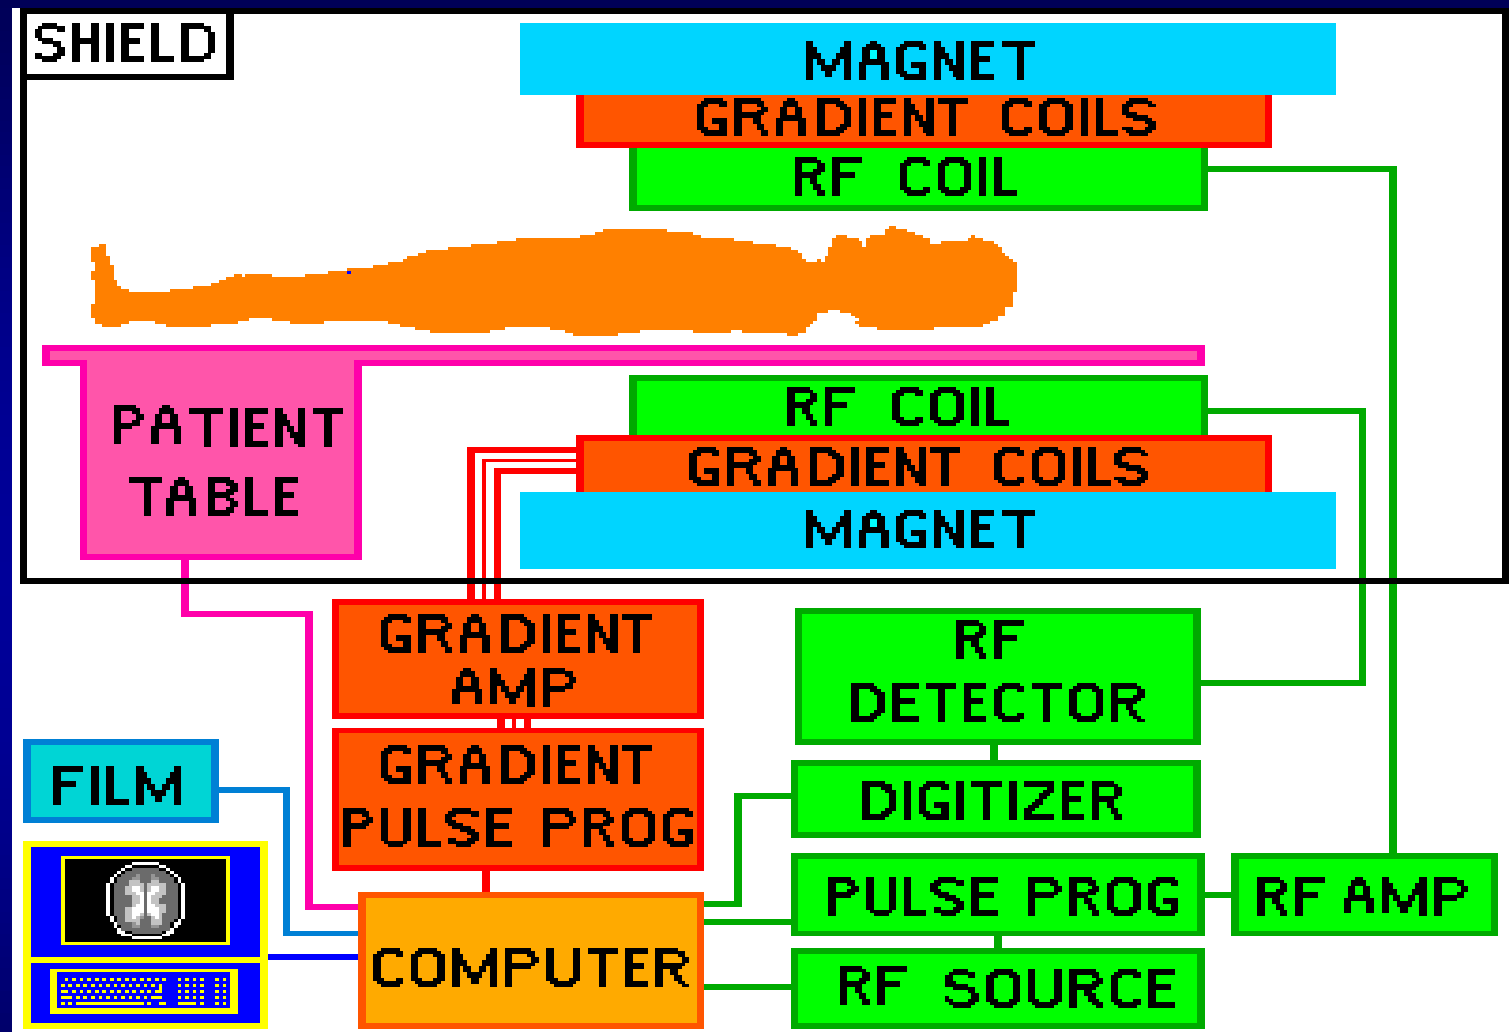 SHIELD
MAGNET
GRADIENT COILS
RF COIL
RF COIL
GRADIENT COILS
MAGNET
PATIENT
TABLE
GRADIENT
AMP
GRADIENT
PULSE PROG
RF
DETECTOR
DIGITIZER
PULSE PROG
RF AMP
RF SOURCE
FILM
COMPUTER